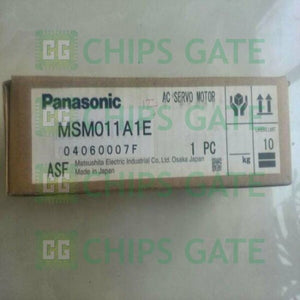 CHIPS GATE
Panasonic
AC SERVO MOTOR
MSM011A1E
04060007F
1 PC
kg
10
ASF
Matsushita Electric Industrial Co., Ltd. Osaka Japan
Made in Japan
CHIPS GATE
CHIPS GATE